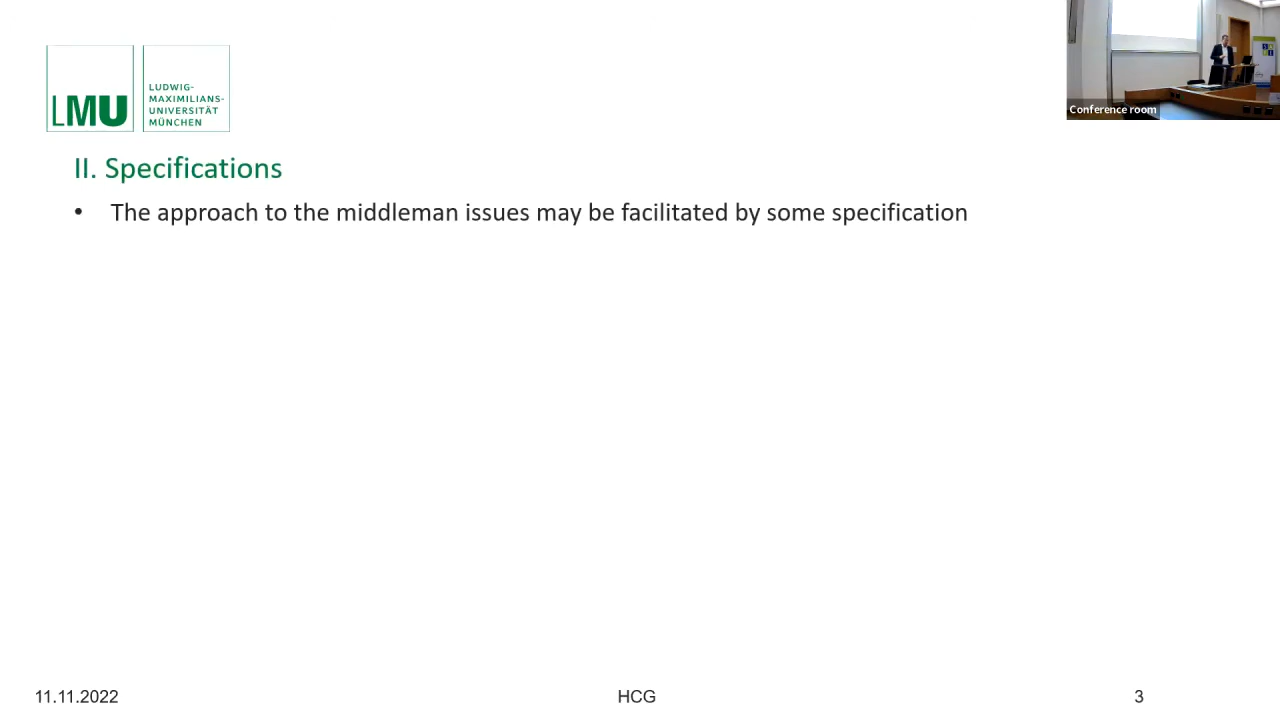 LMU
LUDWIG-
MAXIMILIANS-
UNIVERSITÄT
MÜNCHEN
Conference room
II. Specifications
• The approach to the middleman issues may be facilitated by some specification
11.11.2022
HCG
3